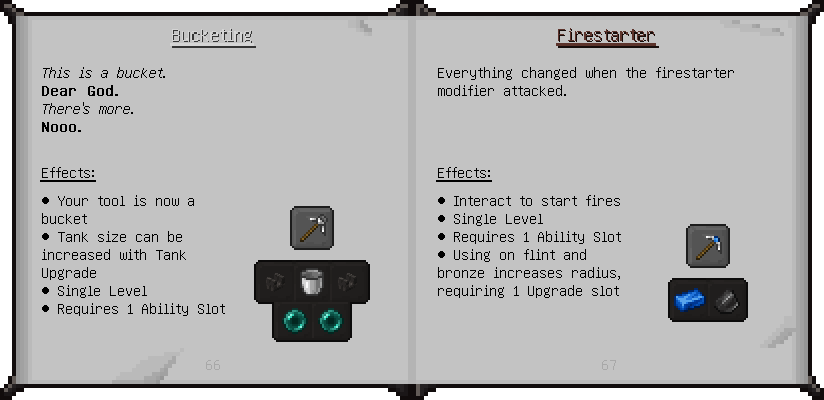 Bucketing
This is a bucket.
Dear God.
There's more.
Nooo.
Effects:
• Your tool is now a
bucket
• Tank size can be
increased with Tank
Upgrade
• Single Level
• Requires 1 Ability Slot
66
Firestarter
Everything changed when the firestarter
modifier attacked.
Effects:
• Interact to start fires
• Single Level
• Requires 1 Ability Slot
• Using on flint and
bronze increases radius,
requiring 1 Upgrade slot
67